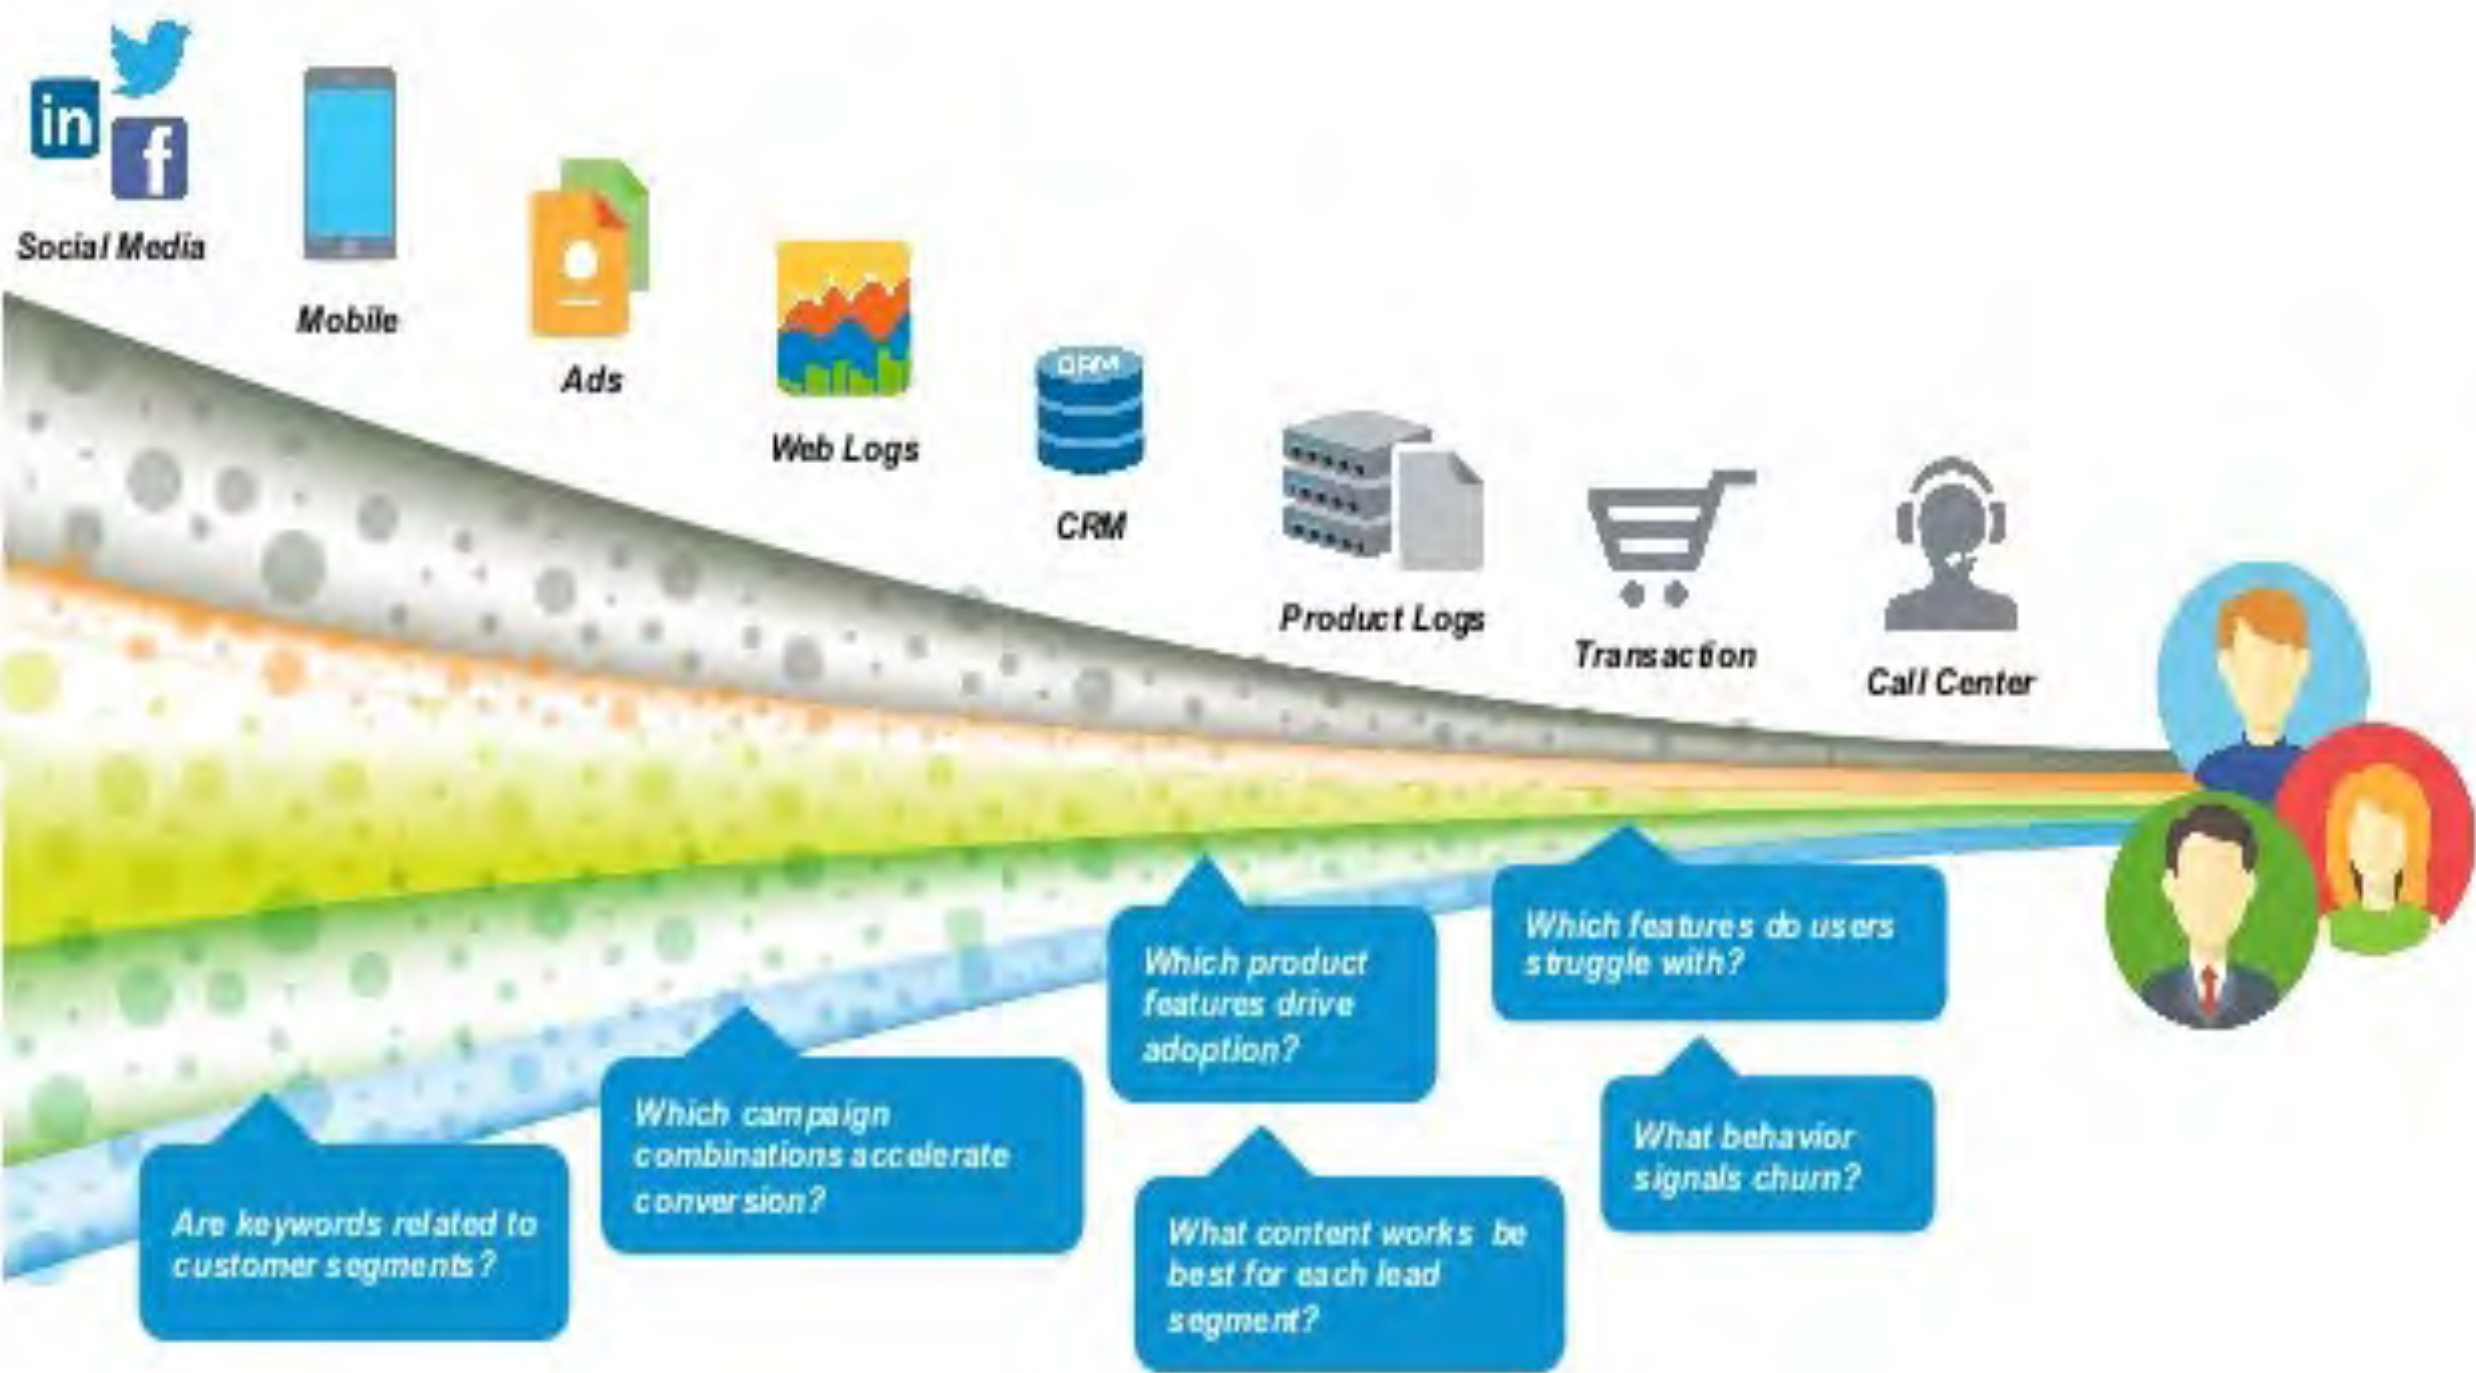 in
f
Social Media
Mobile
Ads
Web Logs
CRM
CRM
Product Logs
Transaction
Call Center
Are keywords related to
customer segments?
Which campaign
combinations accelerate
conversion?
Which product
features drive
adoption?
What content works be
best for each lead
segment?
Which features do users
struggle with?
What behavior
signals churn?